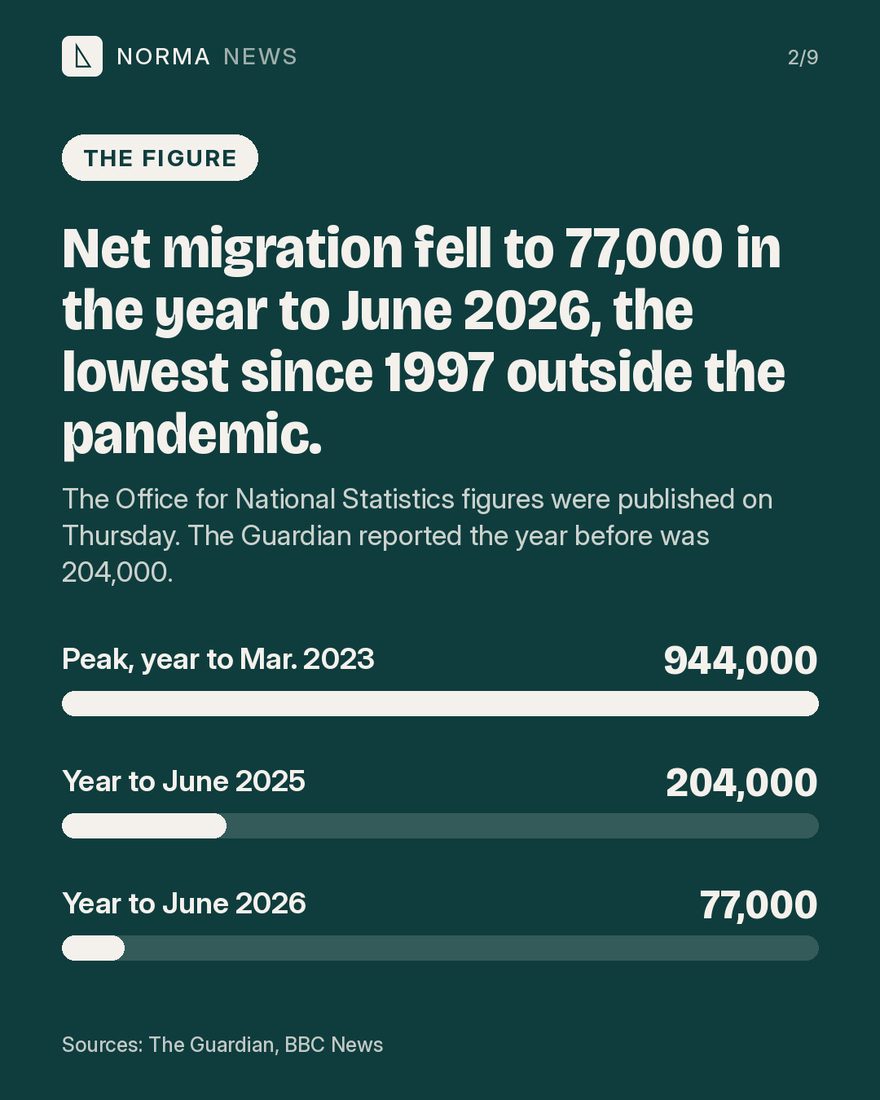 NORMA NEWS
2/9
THE FIGURE
Net migration fell to 77,000 in
the year to June 2026, the
lowest since 1997 outside the
pandemic.
The Office for National Statistics figures were published on
Thursday. The Guardian reported the year before was
204,000.
Peak, year to Mar. 2023 944,000
Year to June 2025 204,000
Year to June 2026 77,000
Sources: The Guardian, BBC News